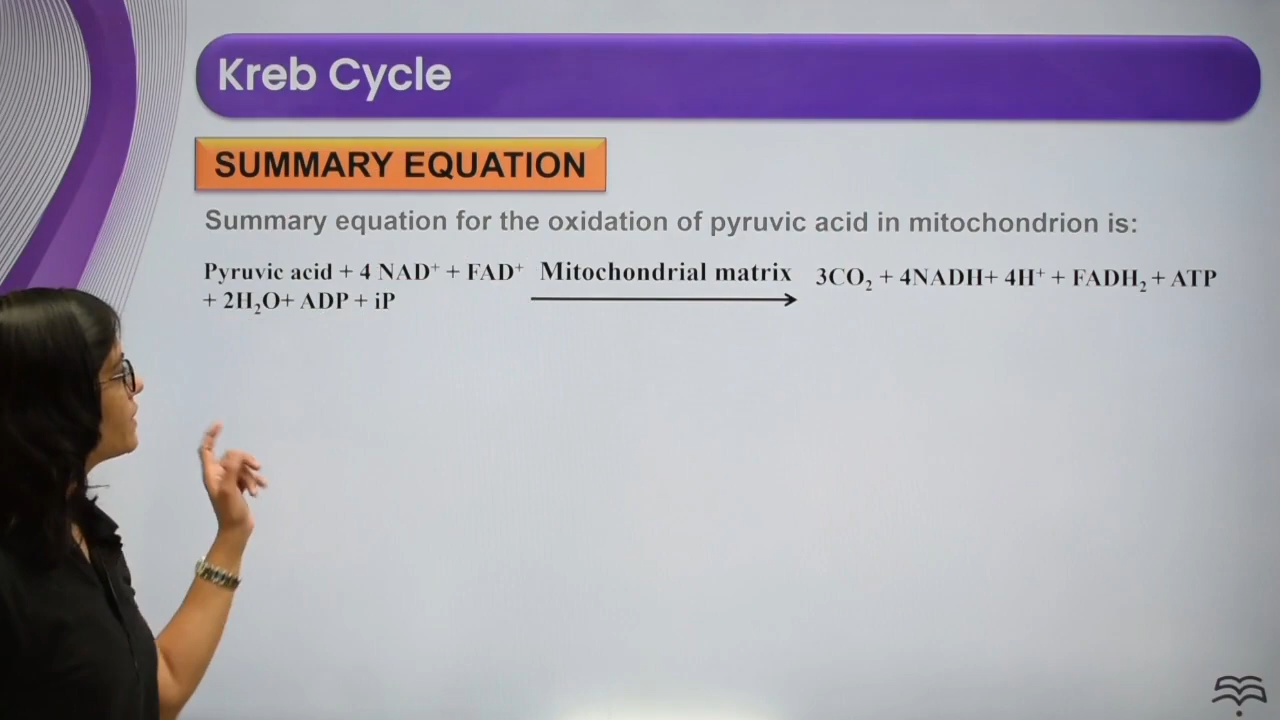 Kreb Cycle
SUMMARY EQUATION
Summary equation for the oxidation of pyruvic acid in mitochondrion is:
Pyruvic acid + 4 NAD⁺ + FAD⁺ Mitochondrial matrix 3CO₂ + 4NADH+ 4H⁺ + FADH₂ + ATP
+ 2H₂O+ ADP + iP